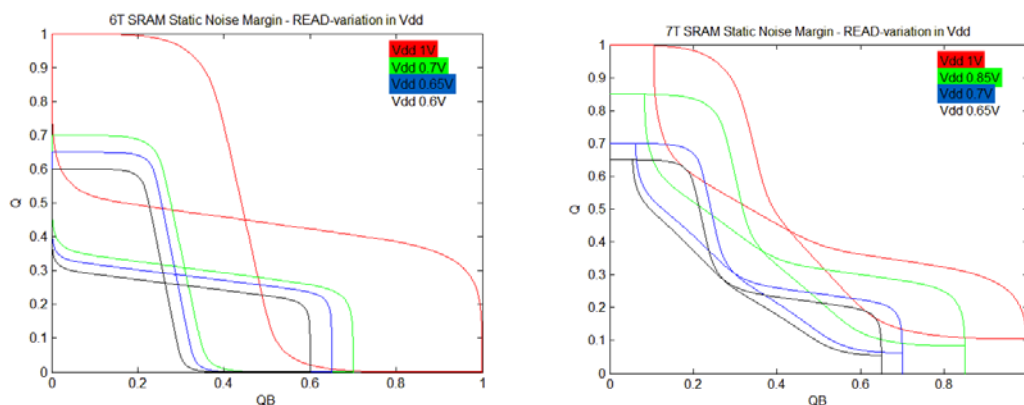 6T SRAM Static Noise Margin - READ-variation in Vdd
Vdd 1V
Vdd 0.7V
Vdd 0.65V
Vdd 0.6V
1
0.9
0.8
0.7
0.6
0.5
0.4
0.3
0.2
0.1
0
Q
0
0.2
0.4
0.6
0.8
1
QB
7T SRAM Static Noise Margin - READ-variation in Vdd
Vdd 1V
Vdd 0.85V
Vdd 0.7V
Vdd 0.65V
1
0.9
0.8
0.7
0.6
0.5
0.4
0.3
0.2
0.1
0
Q
0
0.2
0.4
0.6
0.8
QB